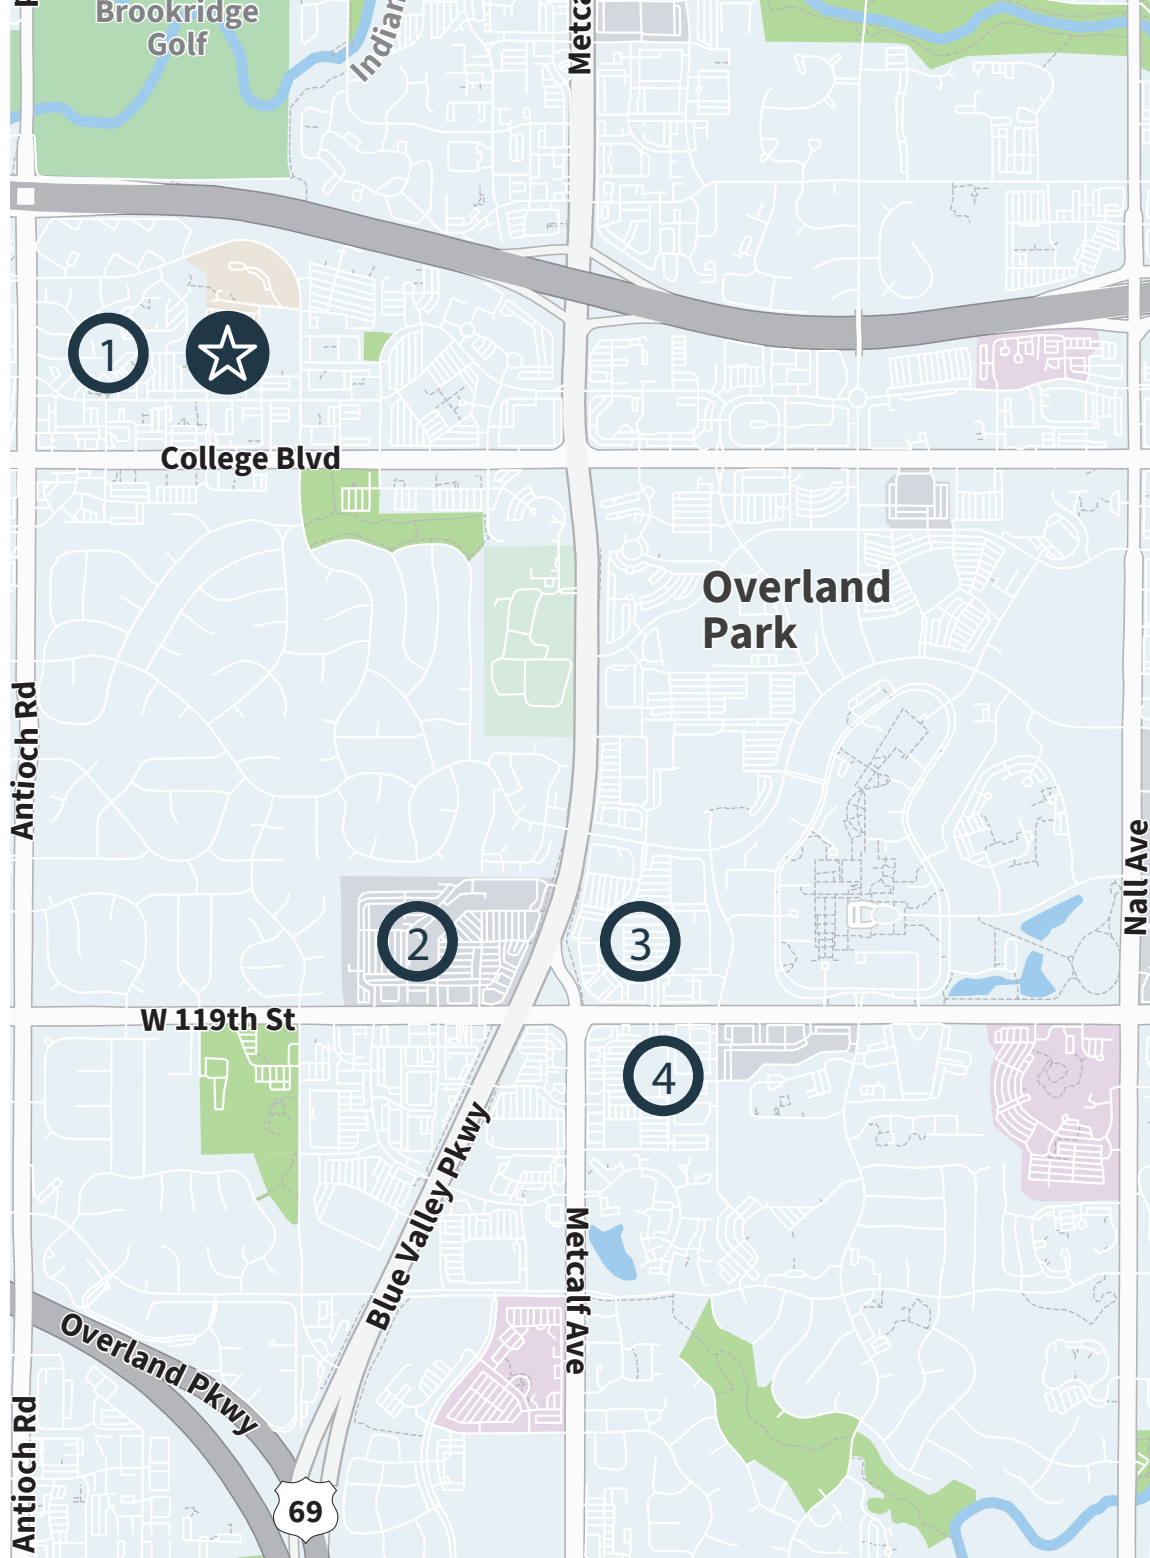 Brookridge
Golf
Indian
Metca
1
College Blvd
Overland
Park
Antioch Rd
Nall Ave
2
3
W 119th St
4
Blue Valley Pkwy
Metcalf Ave
Overland Pkwy
Antioch Rd
69